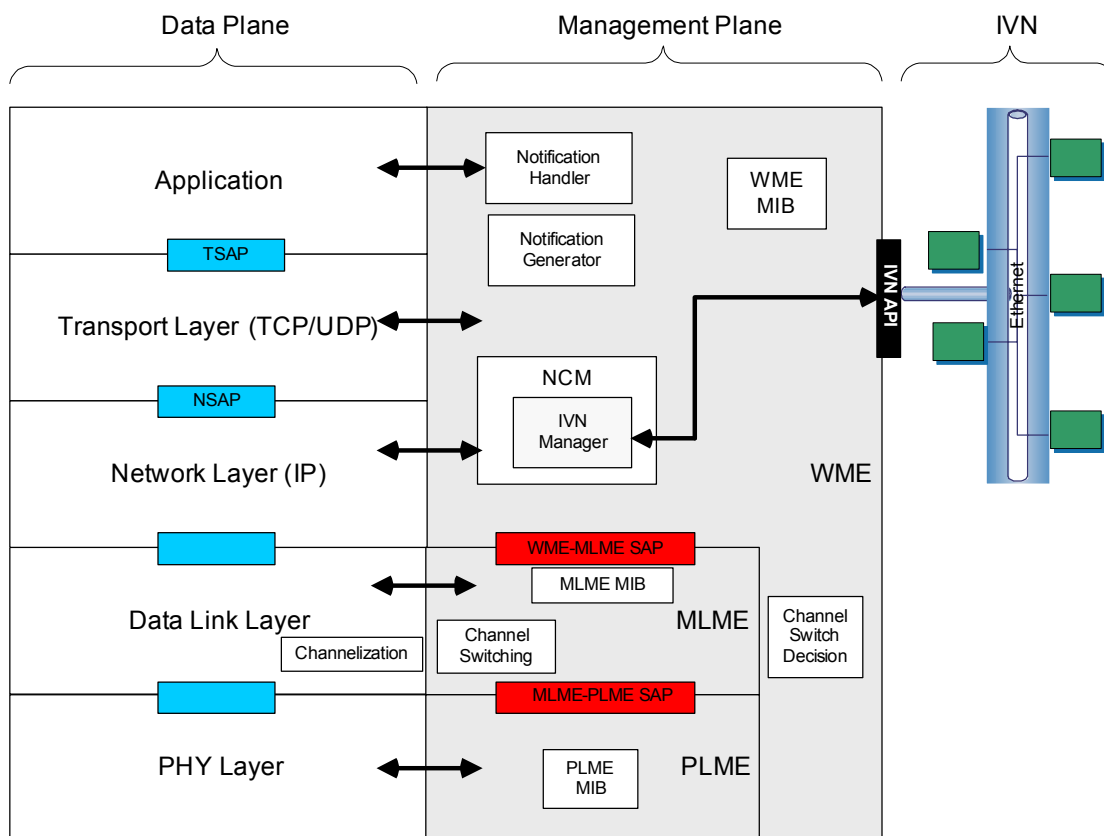 Data Plane
Management Plane
IVN
Application
Notification
Handler
WME
MIB
TSAP
Notification
Generator
Transport Layer (TCP/UDP)
IVN API
Ethernet
NCM
NSAP
IVN
Manager
Network Layer (IP)
WME
WME-MLME SAP
MLME MIB
Data Link Layer
MLME
Channelization
Channel
Switching
Channel
Switch
Decision
MLME-PLME SAP
PHY Layer
PLME
MIB
PLME